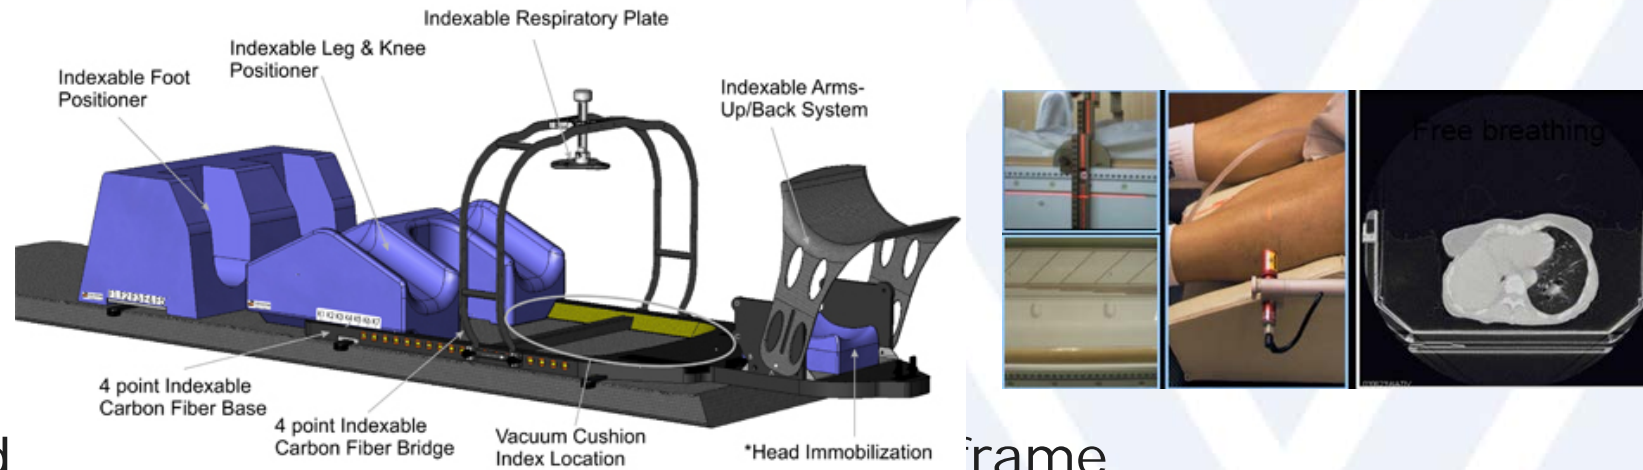 Indexable Respiratory Plate
Indexable Leg & Knee
Positioner
Indexable Foot
Positioner
Indexable Arms-
Up/Back System
Free breathing
4 point Indexable
Carbon Fiber Base
4 point Indexable
Carbon Fiber Bridge
Vacuum Cushion
Index Location
*Head Immobilization
d
frame